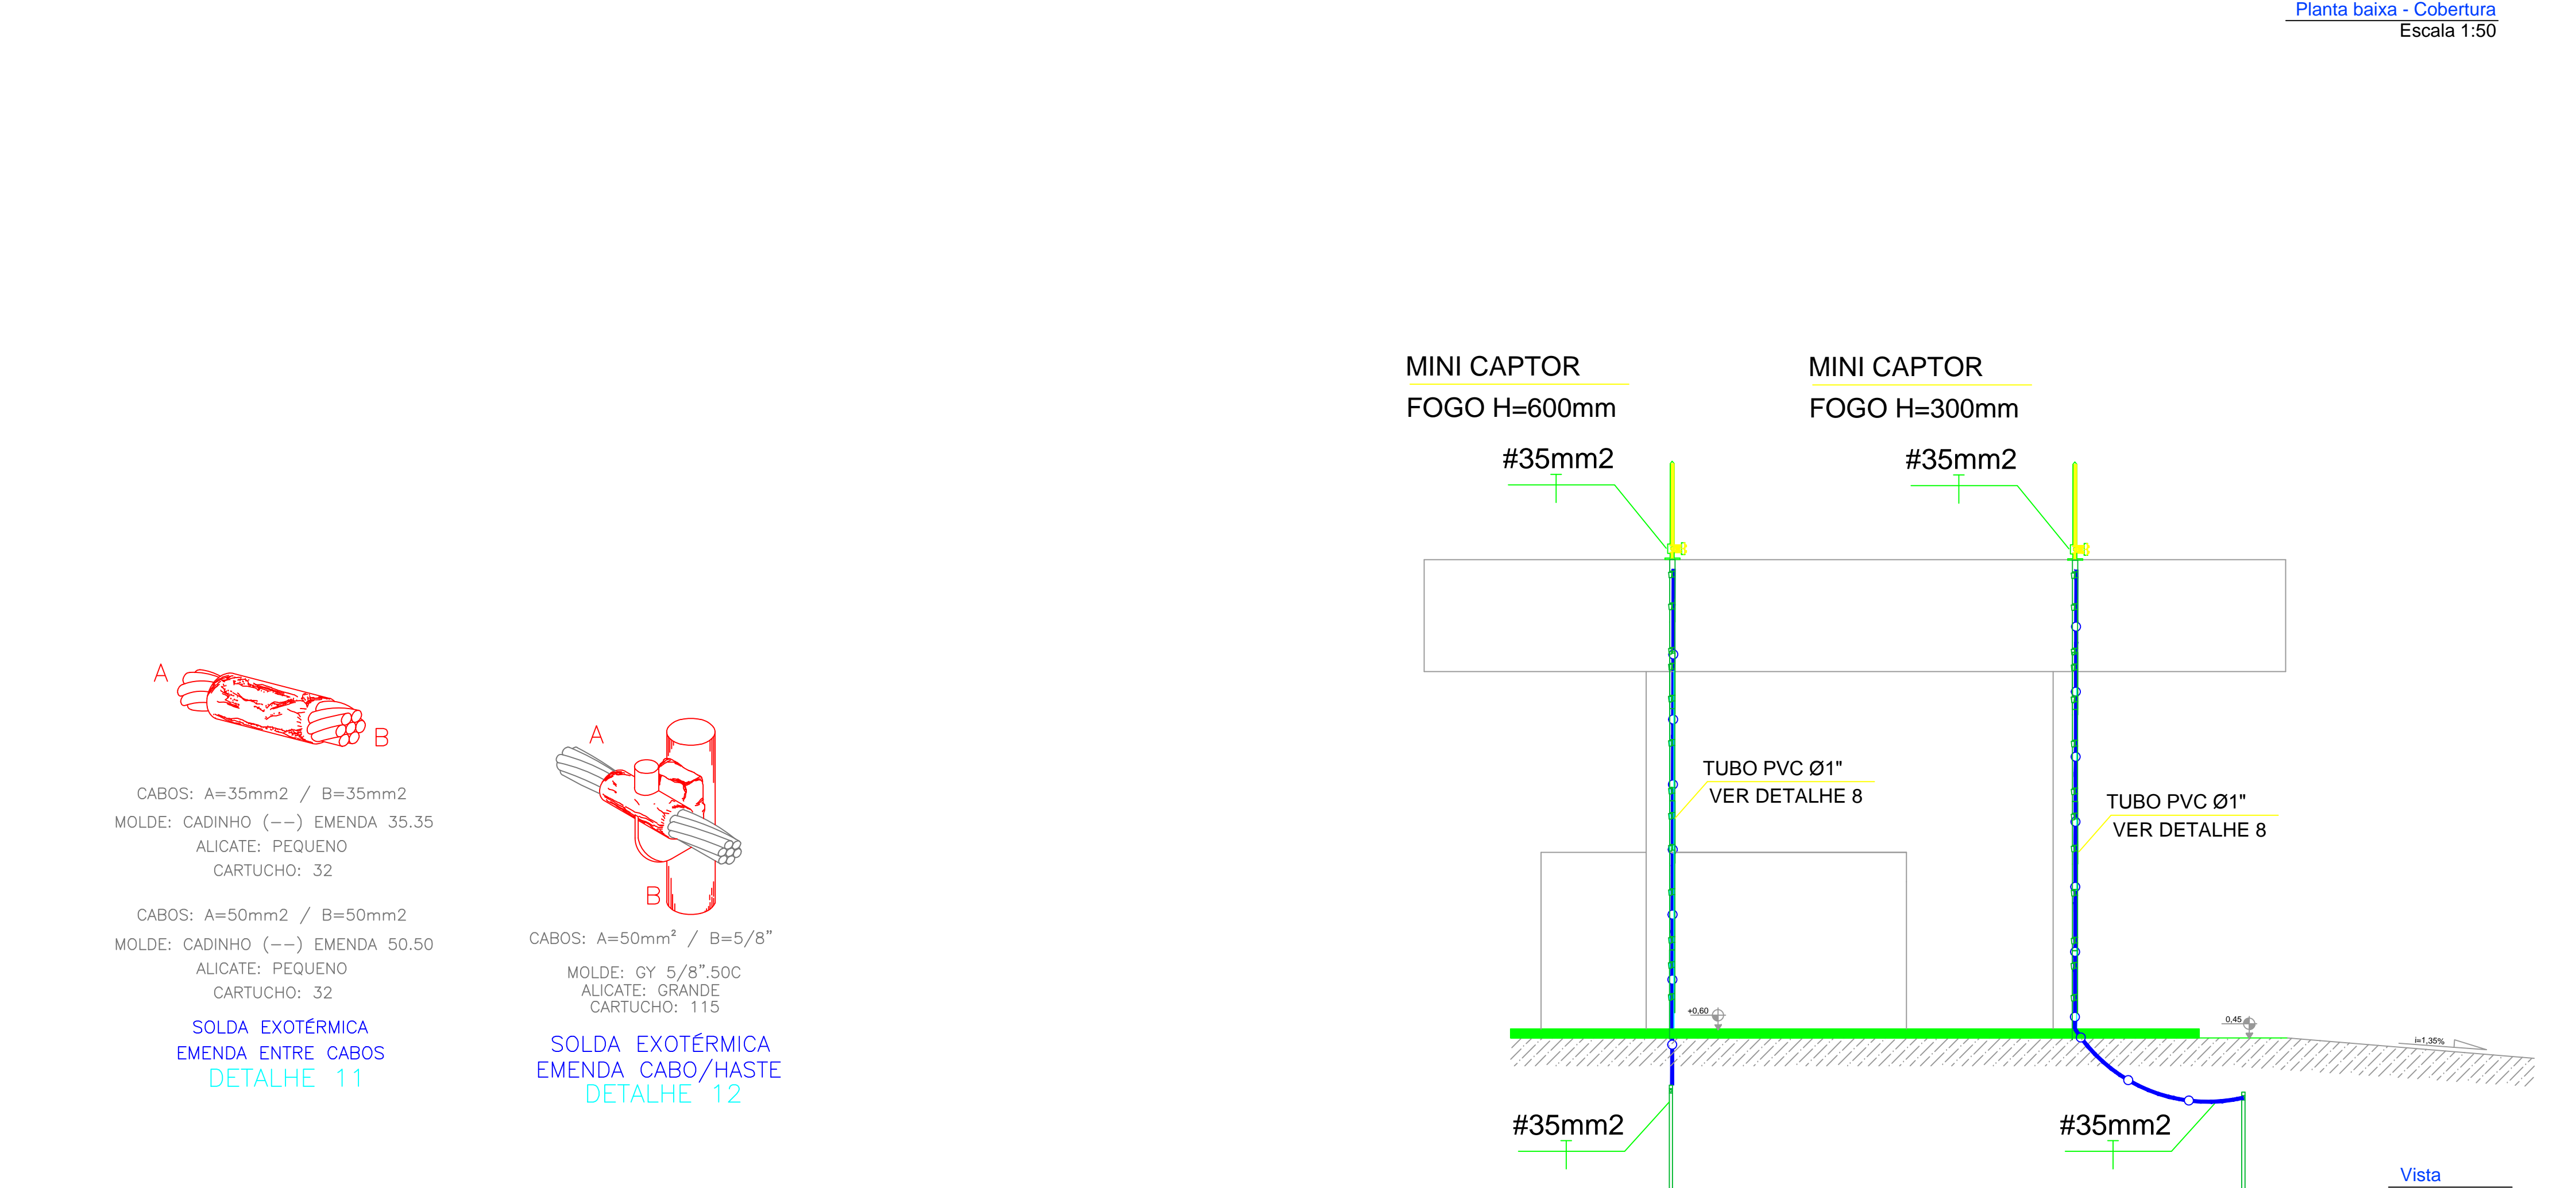 Planta baixa - Cobertura
Escala 1:50
MINI CAPTOR
FOGO H=600mm
#35mm2
MINI CAPTOR
FOGO H=300mm
#35mm2
A
B
CABOS: A=35mm2 / B=35mm2
MOLDE: CADINHO (--) EMENDA 35.35
ALICATE: PEQUENO
CARTUCHO: 32
CABOS: A=50mm2 / B=50mm2
MOLDE: CADINHO (--) EMENDA 50.50
ALICATE: PEQUENO
CARTUCHO: 32
SOLDA EXOTÉRMICA
EMENDA ENTRE CABOS
DETALHE 11
A
B
CABOS: A=50mm² / B=5/8"
MOLDE: GY 5/8".50C
ALICATE: GRANDE
CARTUCHO: 115
SOLDA EXOTÉRMICA
EMENDA CABO/HASTE
DETALHE 12
TUBO PVC Ø1"
VER DETALHE 8
TUBO PVC Ø1"
VER DETALHE 8
+0,60
0,45
i=1,35%
#35mm2
#35mm2
Vista